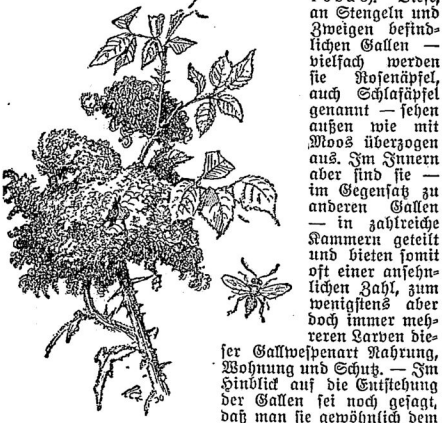 an Stengeln und
Zweigen befind-
lichen Gallen —
vielfach werden
sie Rosenäpfel,
auch Schlafäpfel
genannt — sehen
außen wie mit
Moos überzogen
aus. Im Innern
aber sind sie —
im Gegensatz zu
anderen Gallen
— in zahlreiche
Kammern geteilt
und bieten somit
oft einer ansehn-
lichen Zahl, zum
wenigsten aber
doch immer meh-
reren Larven die-
ser Gallwespenart Nahrung,
Wohnung und Schutz. — Im
Hinblick auf die Entstehung
der Gallen sei noch gesagt,
daß man sie gewöhnlich dem